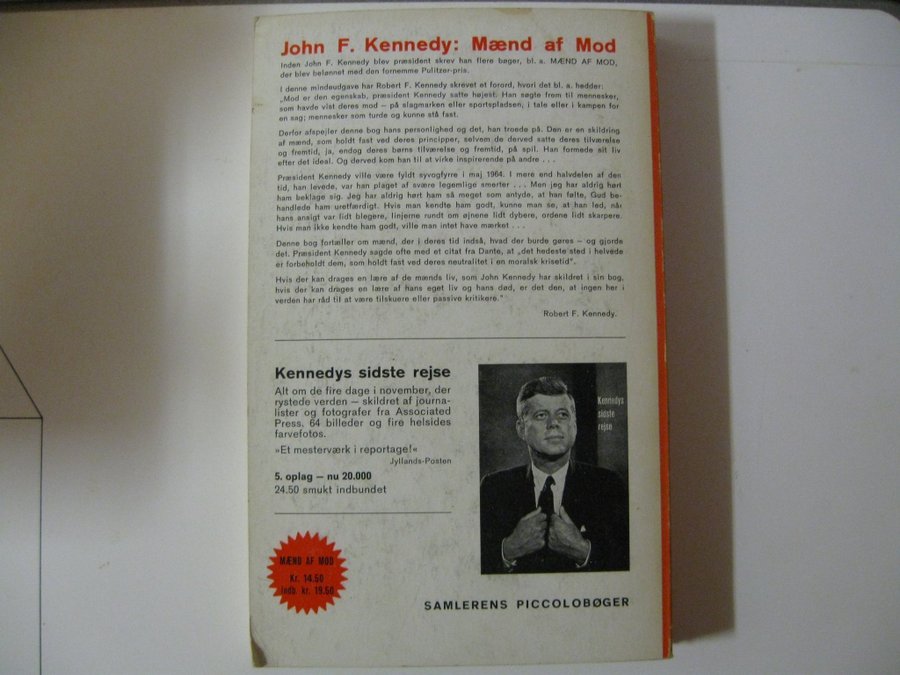 John F. Kennedy: Mænd af Mod
Inden John F. Kennedy blev præsident skrev han flere bøger, bl. a. MÆND AF MOD,
der blev belønnet med den fornemme Pulitzer-pris.
I denne mindeudgave har Robert F. Kennedy skrevet et forord, hvori det bl. a. hedder:
„Mod er den egenskab, præsident Kennedy satte højest. Han søgte frem til mennesker,
som havde vist deres mod – på slagmarken eller sportspladsen, i tale eller i kampen for
en sag; mennesker som turde og kunne stå fast.
Derfor afspejler denne bog hans personlighed og det, han troede på. Den er en skildring
af mænd, som holdt fast ved deres principper, selvom de derved satte deres tilværelse
og fremtid, ja, endog deres børns tilværelse og fremtid, på spil. Han formede sit liv
efter det ideal. Og derved kom han til at virke inspirerende på andre . . .
Præsident Kennedy ville være fyldt syvogfyrre i maj 1964. I mere end halvdelen af den
tid, han levede, var han plaget af svære legemlige smerter . . . Men jeg har aldrig hørt
ham beklage sig. Jeg har aldrig hørt ham så meget som antyde, at han følte, Gud be-
handlede ham uretfærdigt. Hvis man kendte ham godt, kunne man se, at han led, når
hans ansigt var lidt blegere, linjerne rundt om øjnene lidt dybere, ordene lidt skarpere.
Hvis man ikke kendte ham godt, ville man intet have mærket . . .
Denne bog fortæller om mænd, der i deres tid indså, hvad der burde gøres – og gjorde
det. Præsident Kennedy sagde ofte med et citat fra Dante, at „det hedeste sted i helvede
er forbeholdt dem, som holdt fast ved deres neutralitet i en moralsk krisetid“.
Hvis der kan drages en lære af de mænds liv, som John Kennedy har skildret i sin bog,
hvis der kan drages en lære af hans eget liv og hans død, er det den, at ingen her i
verden har råd til at være tilskuere eller passive kritikere.“
Robert F. Kennedy.
Kennedys sidste rejse
Alt om de fire dage i november, der
rystede verden – skildret af journa-
lister og fotografer fra Associated
Press. 64 billeder og fire helsides
farvefotos.
»Et mesterværk i reportage!«
Jyllands-Posten
5. oplag – nu 20.000
24.50 smukt indbundet
Kennedys
sidste
rejse
MÆND AF MOD
Kr. 14.50
Indb. kr. 19.50
SAMLERENS PICCOLOBØGER